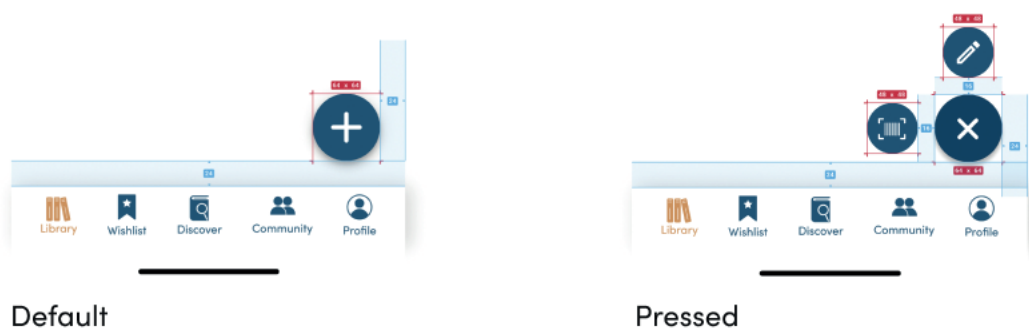 48 x 48
64 x 64
24
16
48 x 48
16
24
64 x 64
24
24
Library
Wishlist
Discover
Community
Profile
Library
Wishlist
Discover
Community
Profile
Default
Pressed